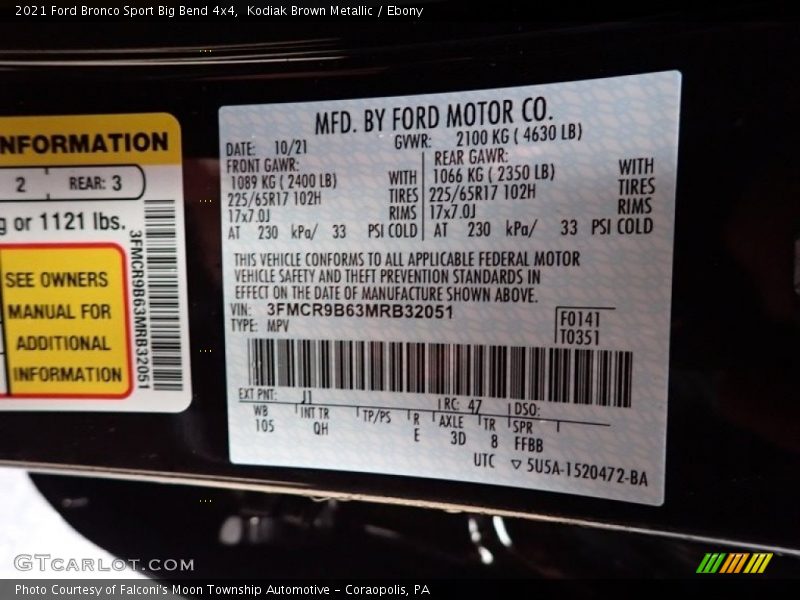 2021 Ford Bronco Sport Big Bend 4x4, Kodiak Brown Metallic / Ebony
NFORMATION
2 REAR: 3
g or 1121 lbs.
SEE OWNERS
MANUAL FOR
ADDITIONAL
INFORMATION
3FMCR9B63MRB32051
MFD. BY FORD MOTOR CO.
DATE: 10/21 GVWR: 2100 KG ( 4630 LB)
FRONT GAWR: REAR GAWR:
1089 KG ( 2400 LB) WITH 1066 KG ( 2350 LB) WITH
225/65R17 102H TIRES 225/65R17 102H TIRES
17x7.0J RIMS 17x7.0J RIMS
AT 230 kPa/ 33 PSI COLD AT 230 kPa/ 33 PSI COLD
THIS VEHICLE CONFORMS TO ALL APPLICABLE FEDERAL MOTOR
VEHICLE SAFETY AND THEFT PREVENTION STANDARDS IN
EFFECT ON THE DATE OF MANUFACTURE SHOWN ABOVE.
VIN: 3FMCR9B63MRB32051
TYPE: MPV
F0141
T0351
EXT PNT: J1 RC: 47 DSO:
WB INT TR TP/PS R AXLE TR SPR
105 QH E 3D 8 FFBB
UTC ▽ 5U5A-1520472-BA
GTCARLOT.COM
Photo Courtesy of Falconi's Moon Township Automotive - Coraopolis, PA